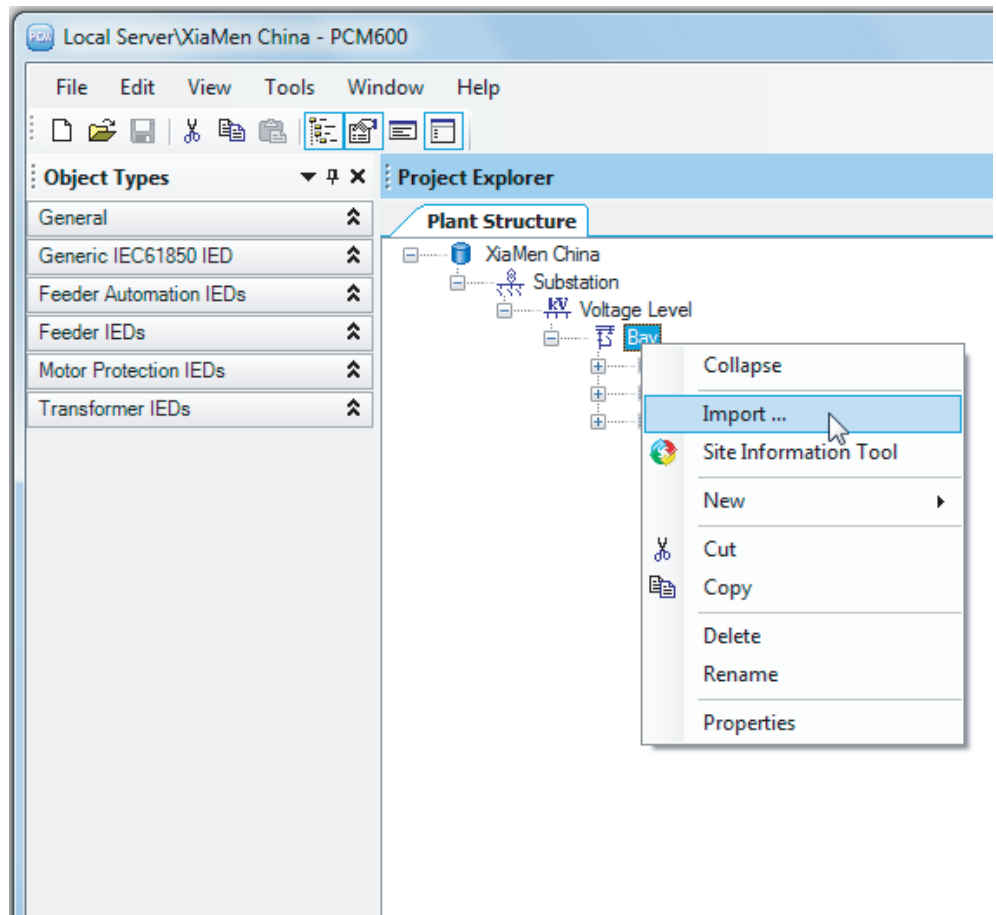 Local Server\XiaMen China - PCM600
File Edit View Tools Window Help
Object Types
Project Explorer
General
Generic IEC61850 IED
Feeder Automation IEDs
Feeder IEDs
Motor Protection IEDs
Transformer IEDs
Plant Structure
XiaMen China
Substation
Voltage Level
Bay
Collapse
Import ...
Site Information Tool
New
Cut
Copy
Delete
Rename
Properties